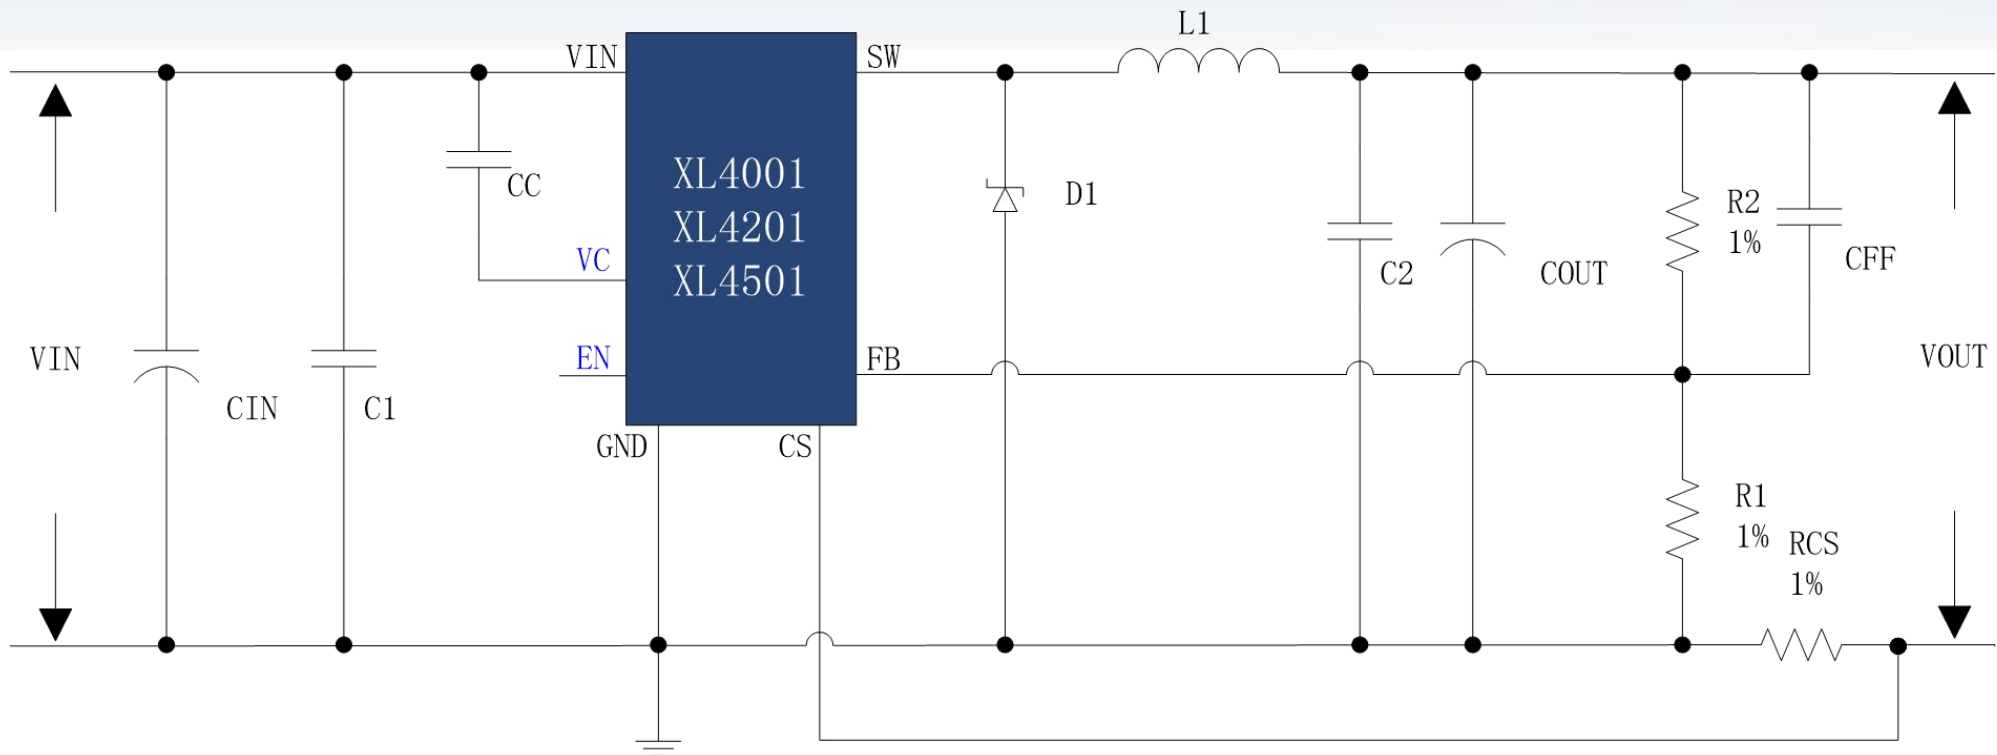 L1
VIN
SW
XL4001
XL4201
XL4501
CC
D1
R2
1%
VC
CFF
C2
COUT
VIN
EN
FB
VOUT
CIN
C1
GND
CS
R1
1%
RCS
1%